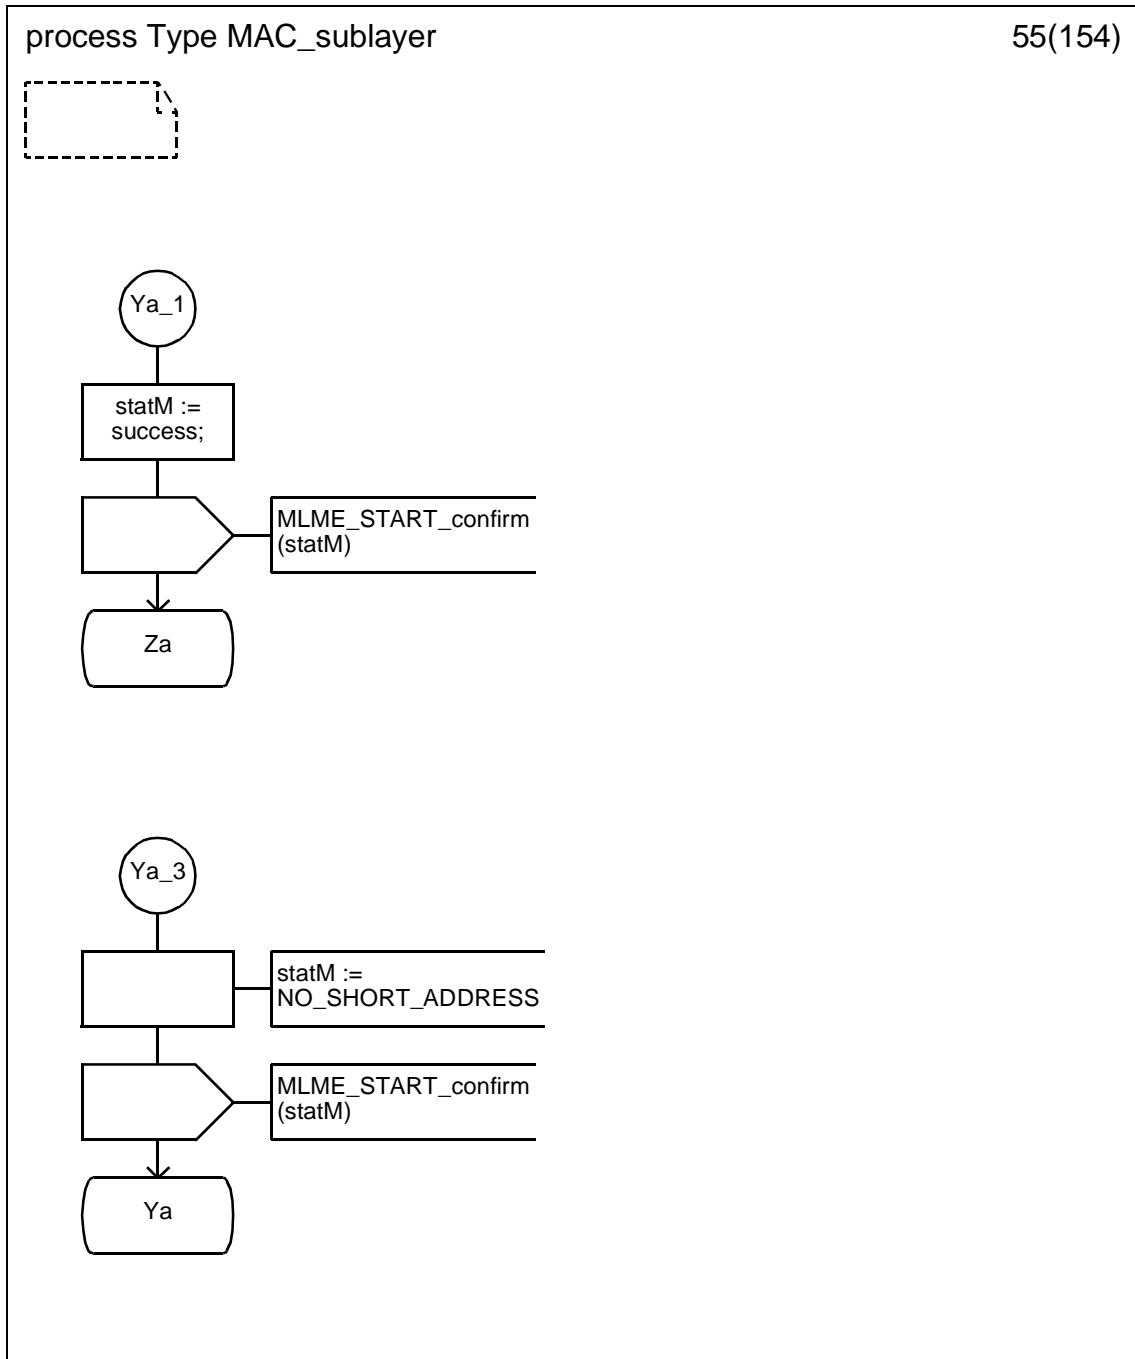 process Type MAC_sublayer
55(154)
Ya_1
statM :=
success;
MLME_START_confirm
(statM)
Za
Ya_3
statM :=
NO_SHORT_ADDRESS
MLME_START_confirm
(statM)
Ya